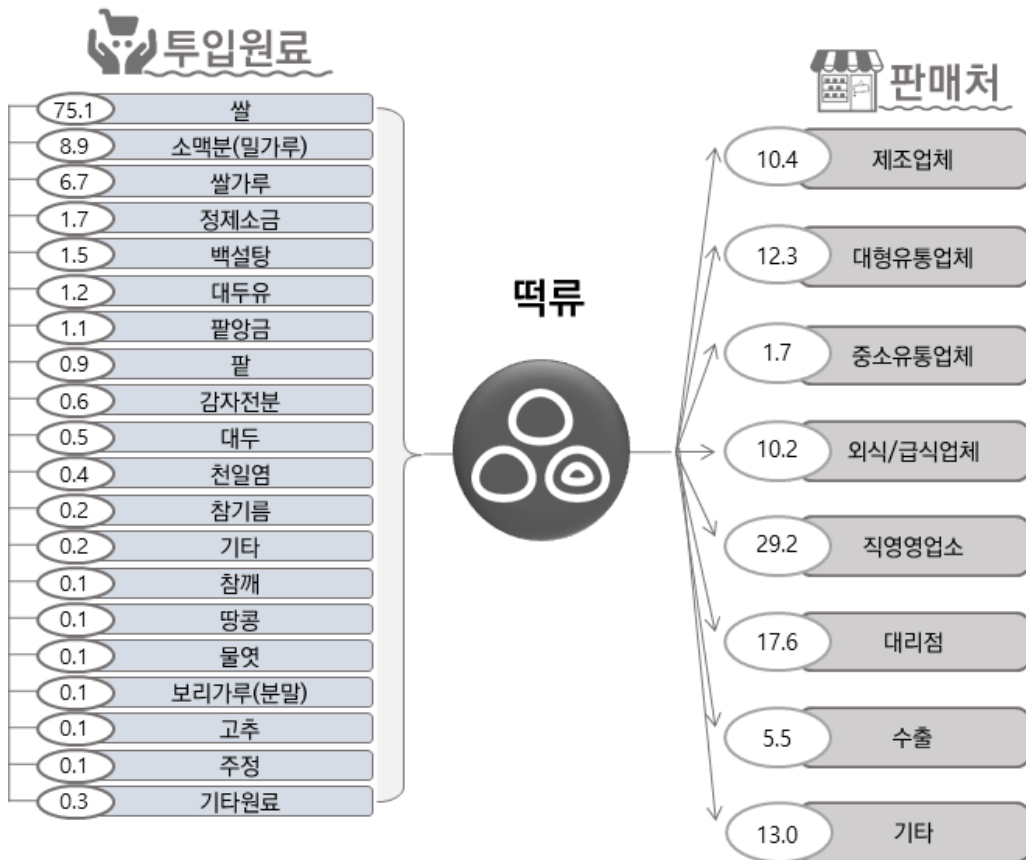 투입원료
75.1 쌀
8.9 소맥분(밀가루)
6.7 쌀가루
1.7 정제소금
1.5 백설탕
1.2 대두유
1.1 팥앙금
0.9 팥
0.6 감자전분
0.5 대두
0.4 천일염
0.2 참기름
0.2 기타
0.1 참깨
0.1 땅콩
0.1 물엿
0.1 보리가루(분말)
0.1 고추
0.1 주정
0.3 기타원료
떡류
판매처
10.4 제조업체
12.3 대형유통업체
1.7 중소유통업체
10.2 외식/급식업체
29.2 직영영업소
17.6 대리점
5.5 수출
13.0 기타